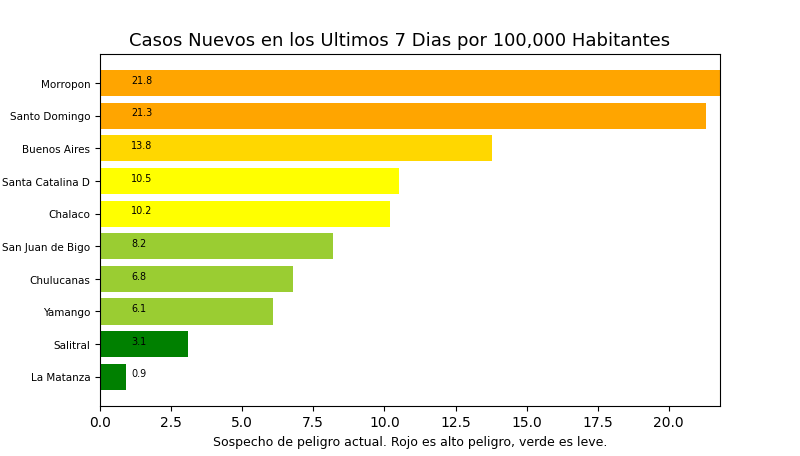 Casos Nuevos en los Ultimos 7 Dias por 100,000 Habitantes
Morropon 21.8
Santo Domingo 21.3
Buenos Aires 13.8
Santa Catalina D 10.5
Chalaco 10.2
San Juan de Bigo 8.2
Chulucanas 6.8
Yamango 6.1
Salitral 3.1
La Matanza 0.9
0.0 2.5 5.0 7.5 10.0 12.5 15.0 17.5 20.0
Sospecho de peligro actual. Rojo es alto peligro, verde es leve.